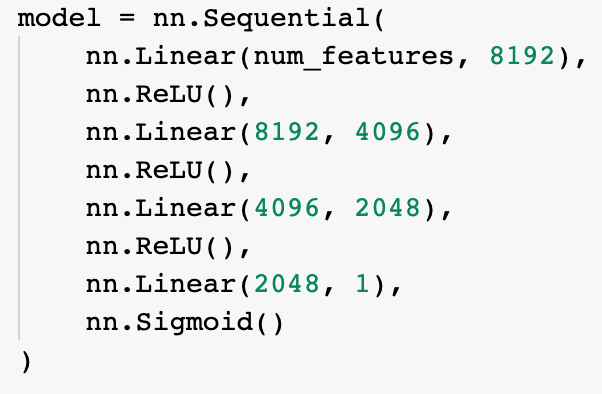 model = nn.Sequential(
    nn.Linear(num_features, 8192),
    nn.ReLU(),
    nn.Linear(8192, 4096),
    nn.ReLU(),
    nn.Linear(4096, 2048),
    nn.ReLU(),
    nn.Linear(2048, 1),
    nn.Sigmoid()
)